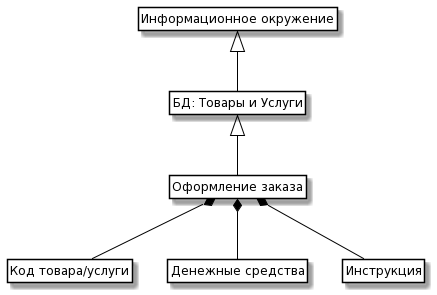 Информационное окружение
БД: Товары и Услуги
Оформление заказа
Код товара/услуги
Денежные средства
Инструкция